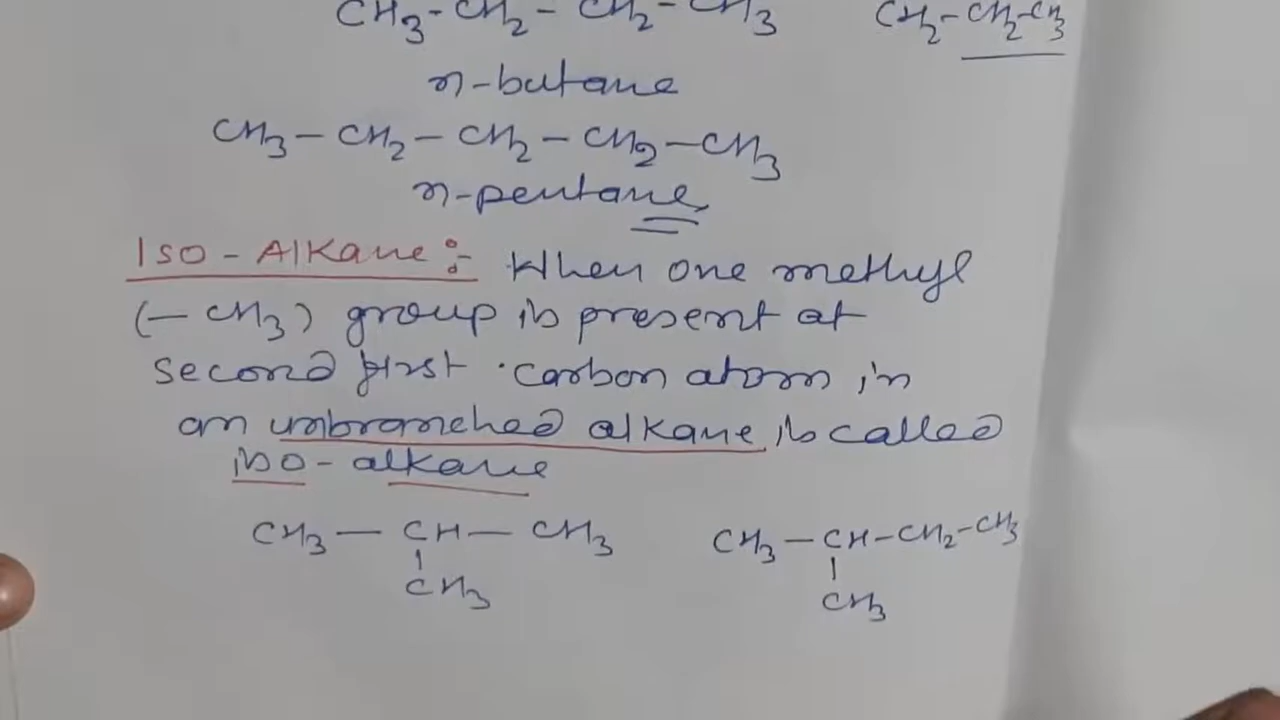 CH3-CH2-CH2-CH3 CH2-CH2-CH3
n-butane
CH3-CH2-CH2-CH2-CH3
n-pentane
Iso-Alkane:- When one methyl
(-CH3) group is present at
second first carbon atom in
an unbranched alkane is called
iso-alkane
CH3-CH-CH3 CH3-CH-CH2-CH3
| |
CH3 CH3